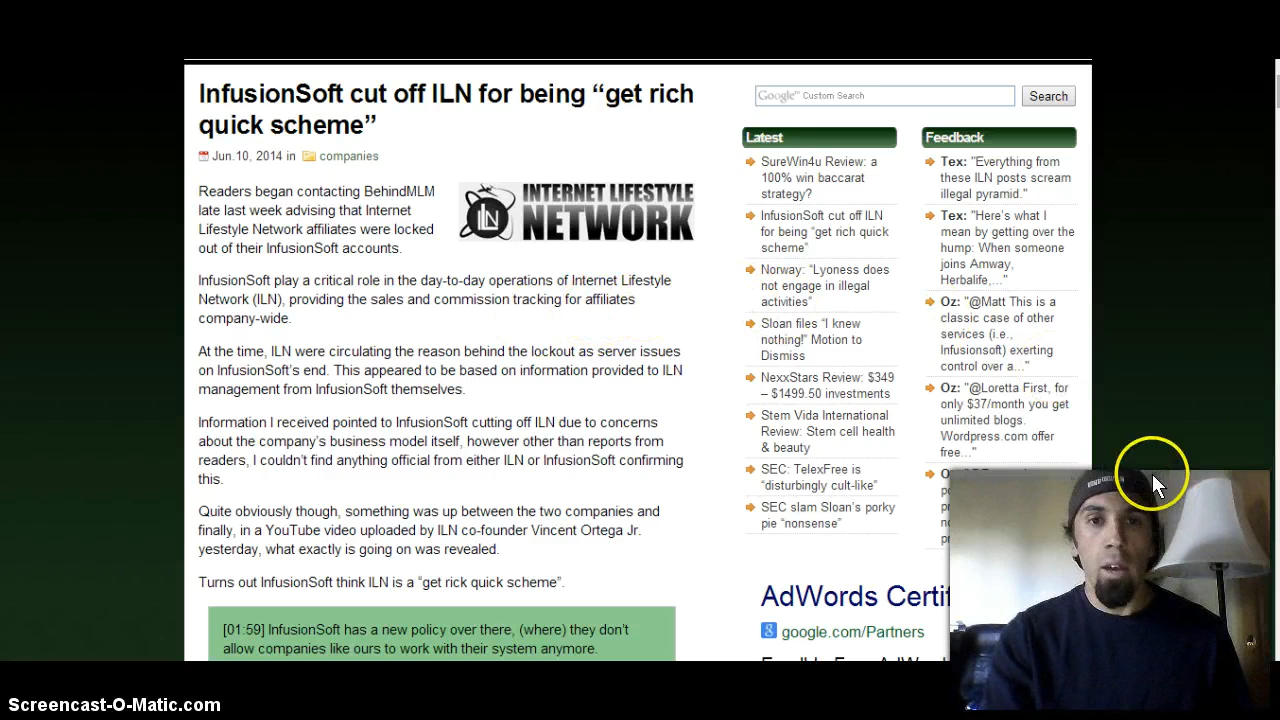 InfusionSoft cut off ILN for being “get rich
quick scheme”
Jun.10, 2014 in companies
Readers began contacting BehindMLM
late last week advising that Internet
Lifestyle Network affiliates were locked
out of their InfusionSoft accounts.
ILN INTERNET LIFESTYLE
NETWORK
InfusionSoft play a critical role in the day-to-day operations of Internet Lifestyle
Network (ILN), providing the sales and commission tracking for affiliates
company-wide.
At the time, ILN were circulating the reason behind the lockout as server issues
on InfusionSoft’s end. This appeared to be based on information provided to ILN
management from InfusionSoft themselves.
Information I received pointed to InfusionSoft cutting off ILN due to concerns
about the company’s business model itself, however other than reports from
readers, I couldn’t find anything official from either ILN or InfusionSoft confirming
this.
Quite obviously though, something was up between the two companies and
finally, in a YouTube video uploaded by ILN co-founder Vincent Ortega Jr.
yesterday, what exactly is going on was revealed.
Turns out InfusionSoft think ILN is a “get rick quick scheme”.
[01:59] InfusionSoft has a new policy over there, (where) they don’t
allow companies like ours to work with their system anymore.
Google™ Custom Search
Search
Latest
SureWin4u Review: a
100% win baccarat
strategy?
InfusionSoft cut off ILN
for being “get rich quick
scheme”
Norway: “Lyoness does
not engage in illegal
activities”
Sloan files “I knew
nothing!” Motion to
Dismiss
NexxStars Review: $349
– $1499.50 investments
Stem Vida International
Review: Stem cell health
& beauty
SEC: TelexFree is
“disturbingly cult-like”
SEC slam Sloan’s porky
pie “nonsense”
Feedback
Tex: "Everything from
these ILN posts scream
illegal pyramid."
Tex: "Here’s what I
mean by getting over the
hump: When someone
joins Amway,
Herbalife,..."
Oz: "@Matt This is a
classic case of other
services (i.e.,
Infusionsoft) exerting
control over a..."
Oz: "@Loretta First, for
only $37/month you get
unlimited blogs.
Wordpress.com offer
free..."
AdWords Certif
google.com/Partners
Screencast-O-Matic.com